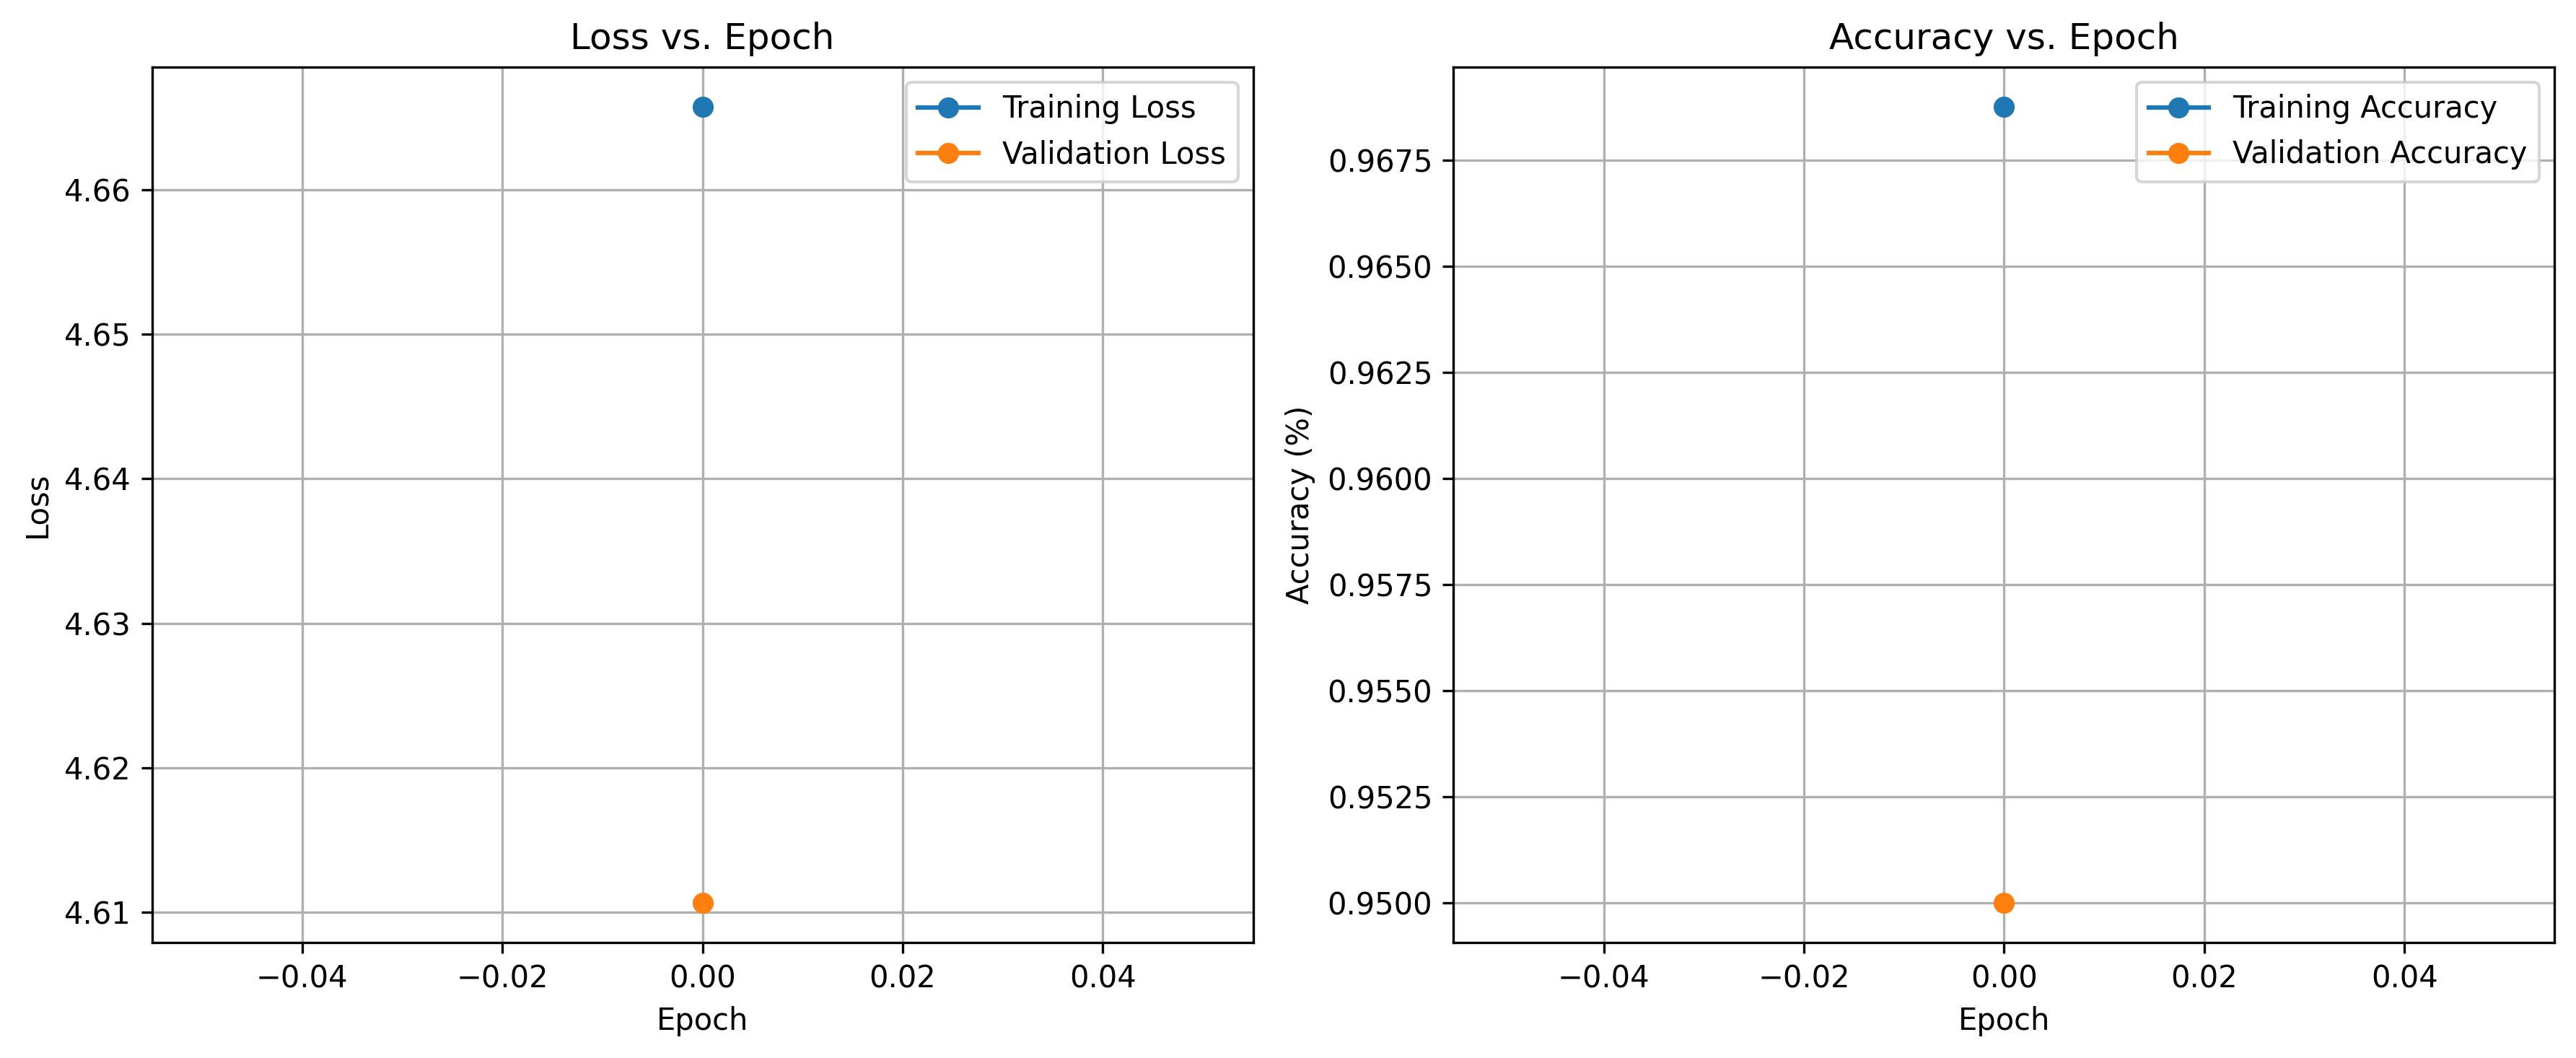 Loss vs. Epoch
Training Loss
Validation Loss
4.66
4.65
4.64
4.63
4.62
4.61
Loss
−0.04
−0.02
0.00
0.02
0.04
Epoch
Accuracy vs. Epoch
Training Accuracy
Validation Accuracy
0.9675
0.9650
0.9625
0.9600
0.9575
0.9550
0.9525
0.9500
Accuracy (%)
−0.04
−0.02
0.00
0.02
0.04
Epoch